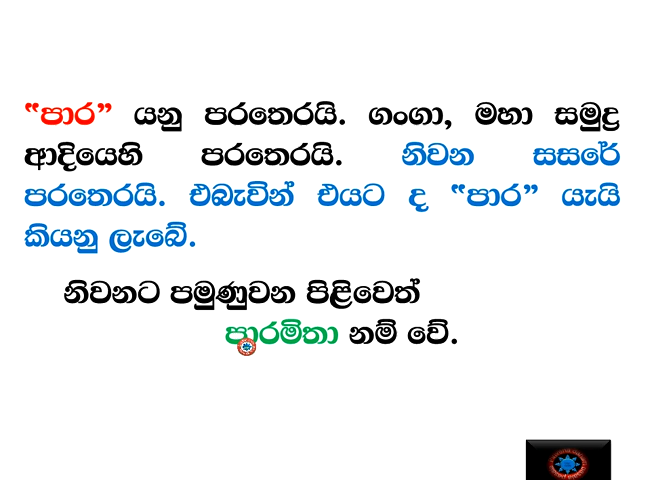 “පාර” යනු පරතෙරයි. ගංගා, මහා සමුද්‍ර
ආදියෙහි පරතෙරයි. නිවන සසරේ
පරතෙරයි. එබැවින් එයට ද “පාර” යැයි
කියනු ලැබේ.
නිවනට පමුණුවන පිළිවෙත්
පාරමිතා නම් වේ.